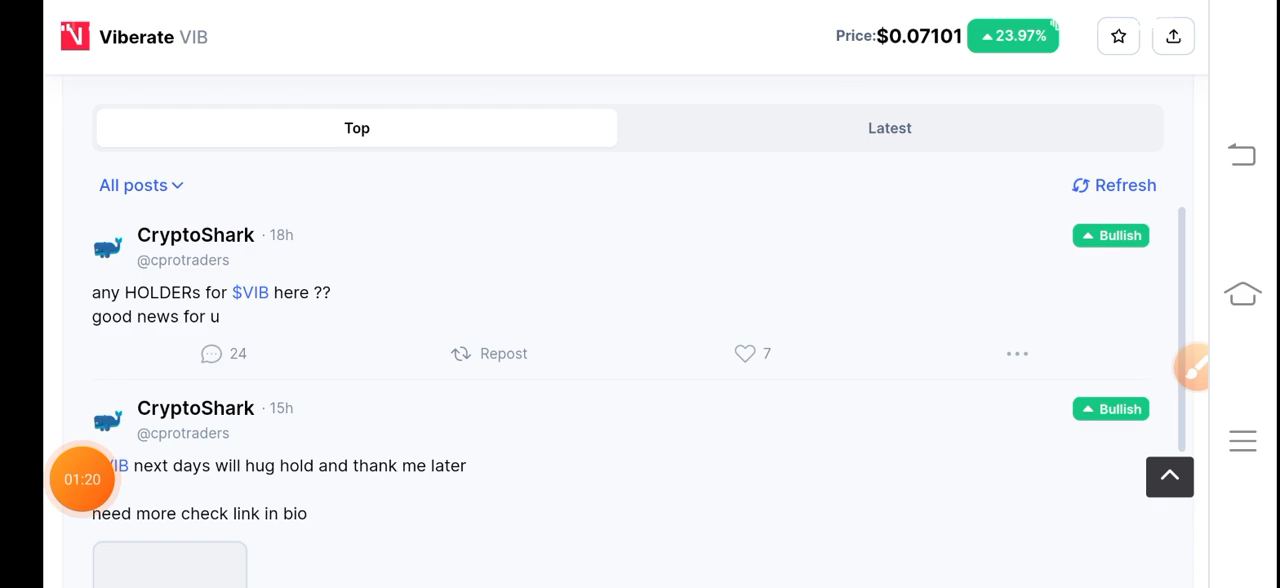 Viberate VIB
Price:$0.07101 23.97%
Top
Latest
All posts
Refresh
CryptoShark · 18h
Bullish
@cprotraders
any HOLDERs for $VIB here ??
good news for u
24
Repost
7
CryptoShark · 15h
Bullish
@cprotraders
next days will hug hold and thank me later
01:20
need more check link in bio